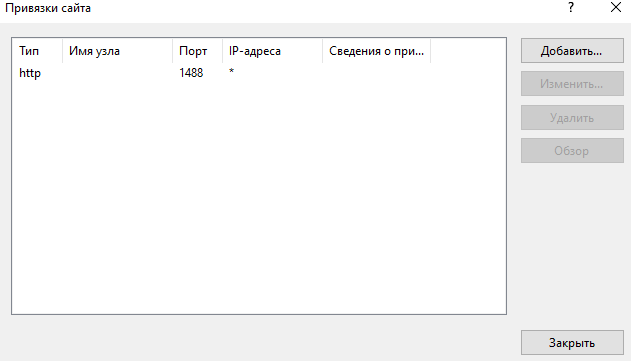 Привязки сайта
Тип Имя узла Порт IP-адреса Сведения о при...
http 1488 *
Добавить...
Изменить...
Удалить
Обзор
Закрыть